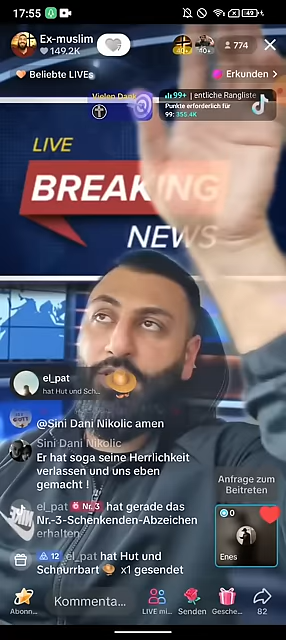 17:55
49
Ex-muslim
149.2K
40+
40+
774
Beliebte LIVEs
Erkunden >
Vielen Dank
99+ | entliche Rangliste
Punkte erforderlich für
99: 355.4K
LIVE
BREAKING
NEWS
el_pat
hat Hut und Sch...
@Sini Dani Nikolic amen
Sini Dani Nikolic
Er hat soga seine Herrlichkeit
verlassen und uns eben
gemacht !
Anfrage zum
Beitreten
el_pat Nr.3 hat gerade das
Nr.-3-Schenkenden-Abzeichen
erhalten.
0
Enes
12 el_pat hat Hut und
Schnurrbart x1 gesendet
Abonn...
Kommenta...
LIVE mi...
Senden
Gesche...
82